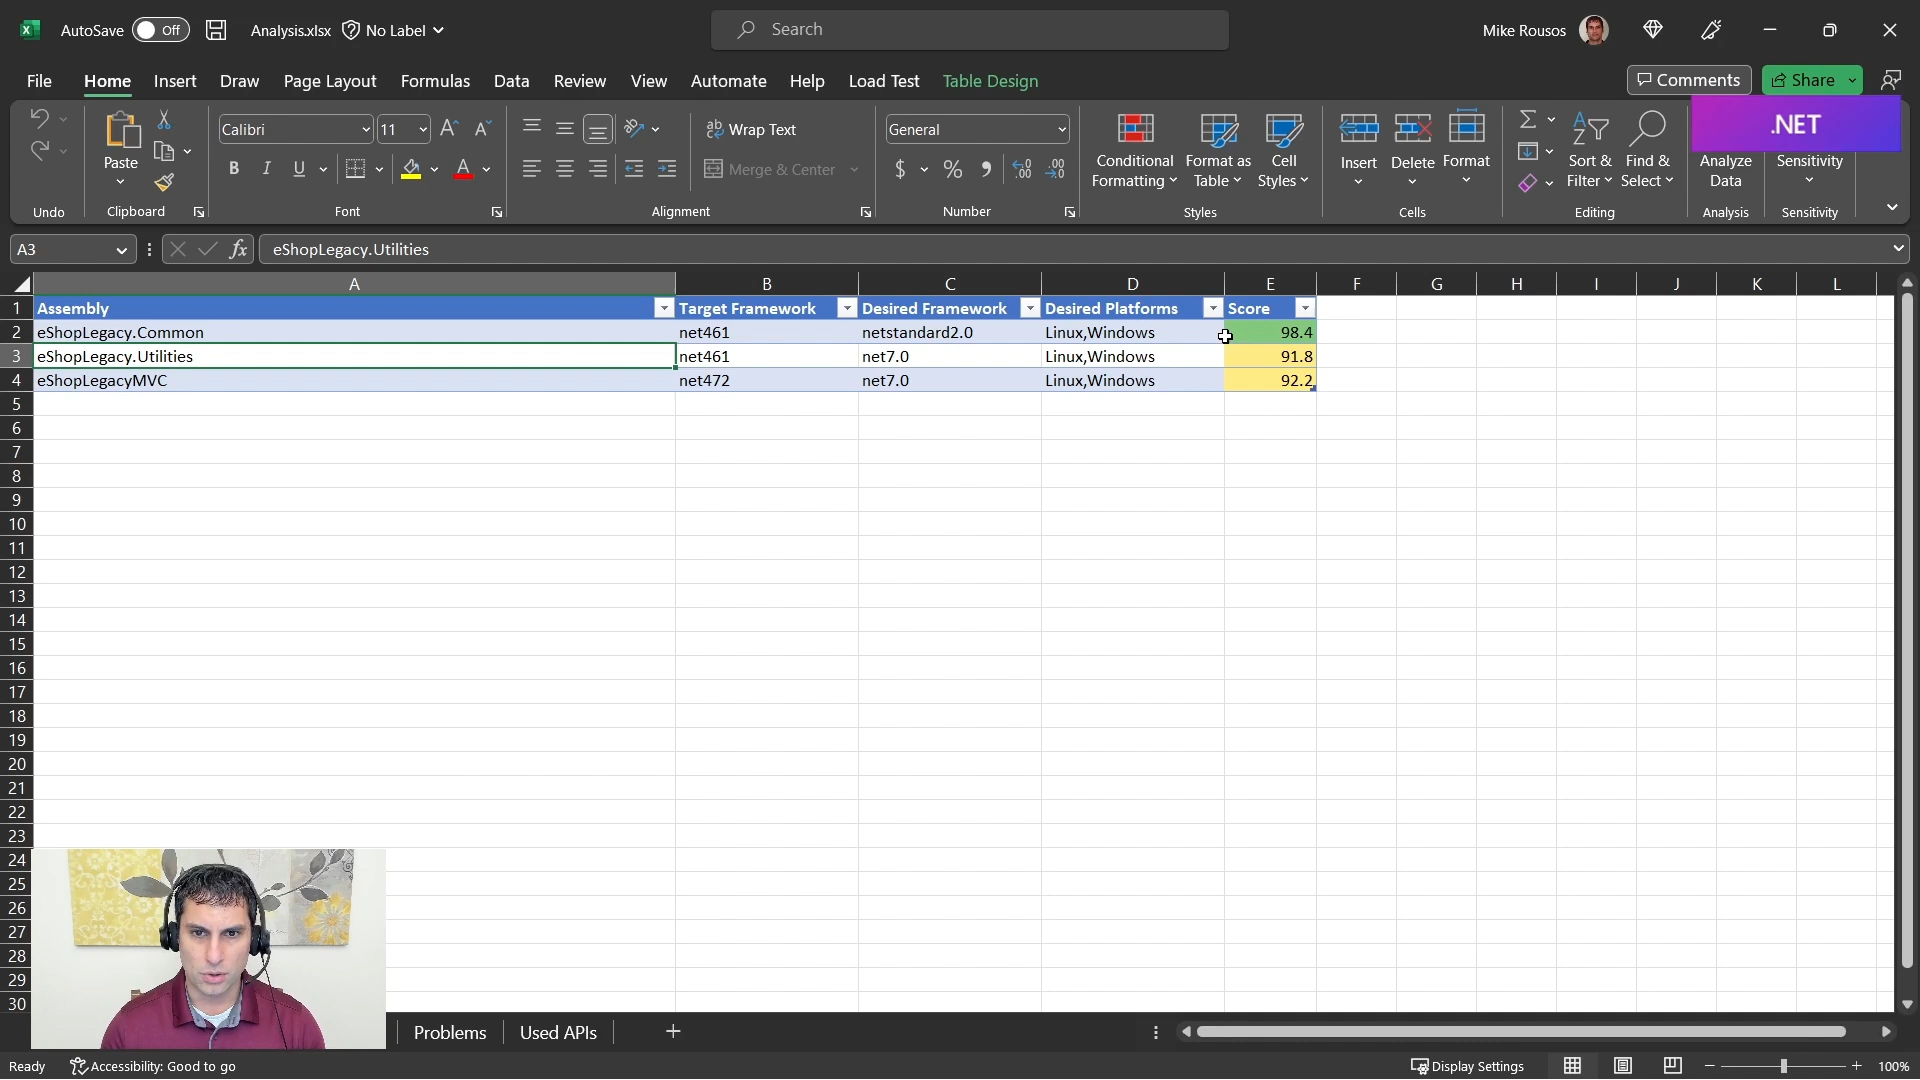 AutoSave Off Analysis.xlsx No Label Search Mike Rousos
File Home Insert Draw Page Layout Formulas Data Review View Automate Help Load Test Table Design Comments Share
.NET
Paste
Undo
Clipboard
Calibri 11
B I U A
Font
ab Wrap Text
Merge & Center
Alignment
General
$ %
Number
Conditional Formatting
Format as Table
Cell Styles
Styles
Insert Delete Format
Cells
Sort & Filter
Find & Select
Editing
Analyze Data
Analysis
Sensitivity
Sensitivity
A3 fx eShopLegacy.Utilities
A B C D E F G H I J K L
1 Assembly Target Framework Desired Framework Desired Platforms Score
2 eShopLegacy.Common net461 netstandard2.0 Linux,Windows 98.4
3 eShopLegacy.Utilities net461 net7.0 Linux,Windows 91.8
4 eShopLegacyMVC net472 net7.0 Linux,Windows 92.2
5
6
7
8
9
10
11
12
13
14
15
16
17
18
19
20
21
22
23
24
25
26
27
28
29
30
Problems Used APIs
Ready Accessibility: Good to go Display Settings 100%